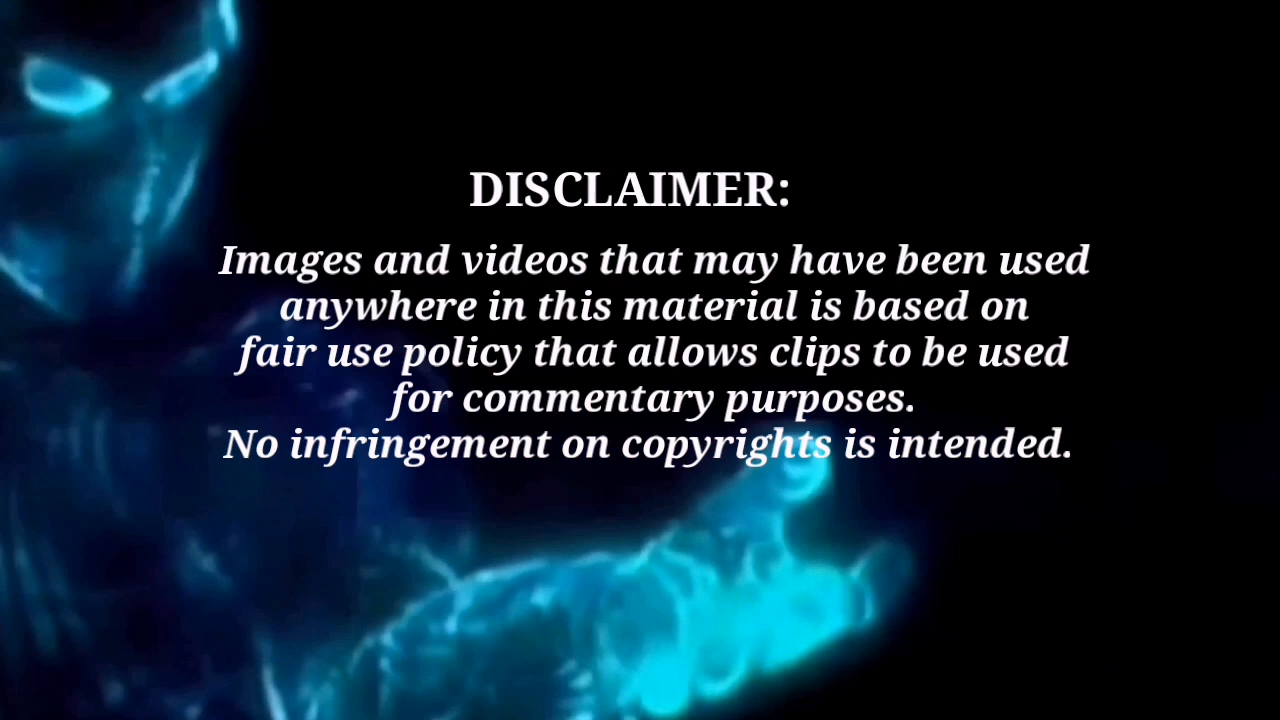 DISCLAIMER:
Images and videos that may have been used
anywhere in this material is based on
fair use policy that allows clips to be used
for commentary purposes.
No infringement on copyrights is intended.